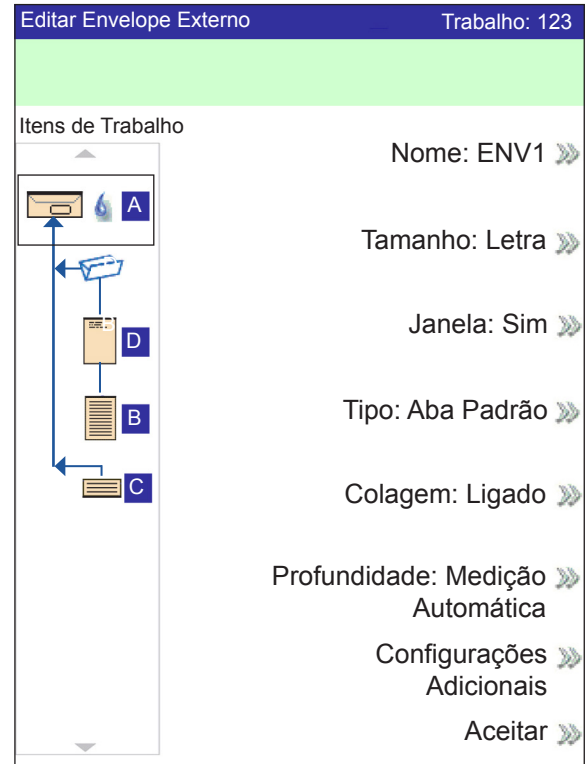 Editar Envelope Externo Trabalho: 123
Itens de Trabalho
Nome: ENV1
A
Tamanho: Letra
Janela: Sim
D
Tipo: Aba Padrão
B
Colagem: Ligado
C
Profundidade: Medição
Automática
Configurações
Adicionais
Aceitar